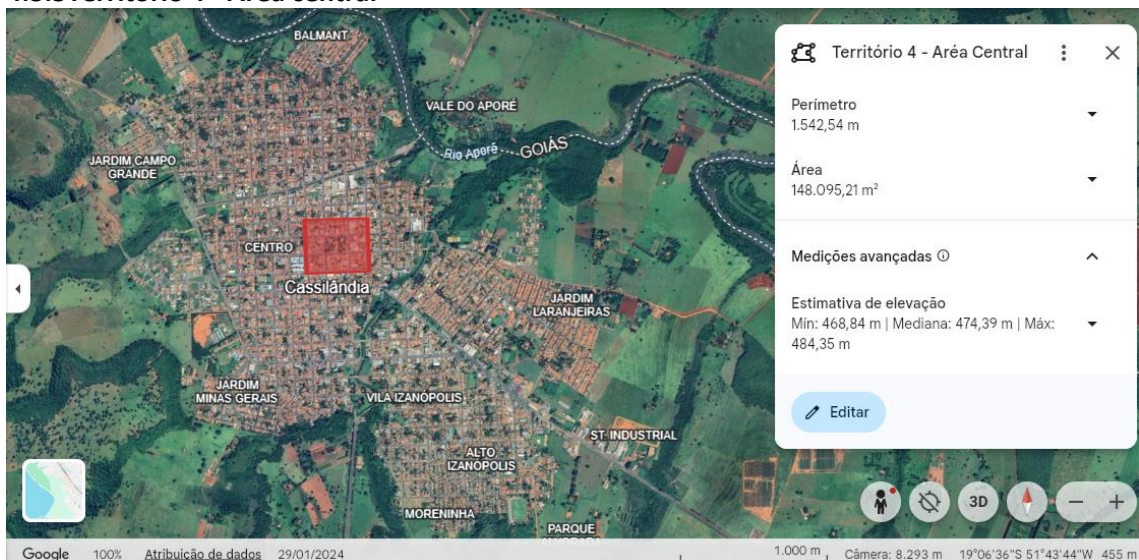 BALMANT
VALE DO APORÉ
Rio Aporé
GOIÁS
JARDIM CAMPO
GRANDE
CENTRO
Cassilândia
JARDIM
LARANJEIRAS
JARDIM
MINAS GERAIS
VILA IZANÓPOLIS
ST. INDUSTRIAL
ALTO
IZANÓPOLIS
MORENINHA
PARQUE
Território 4 - Aréa Central
Perímetro
1.542,54 m
Área
148.095,21 m²
Medições avançadas
Estimativa de elevação
Mín: 468,84 m | Mediana: 474,39 m | Máx:
484,35 m
Editar
3D
Google 100% Atribuição de dados 29/01/2024 1.000 m Câmera: 8.293 m 19°06'36"S 51°43'44"W 455 m